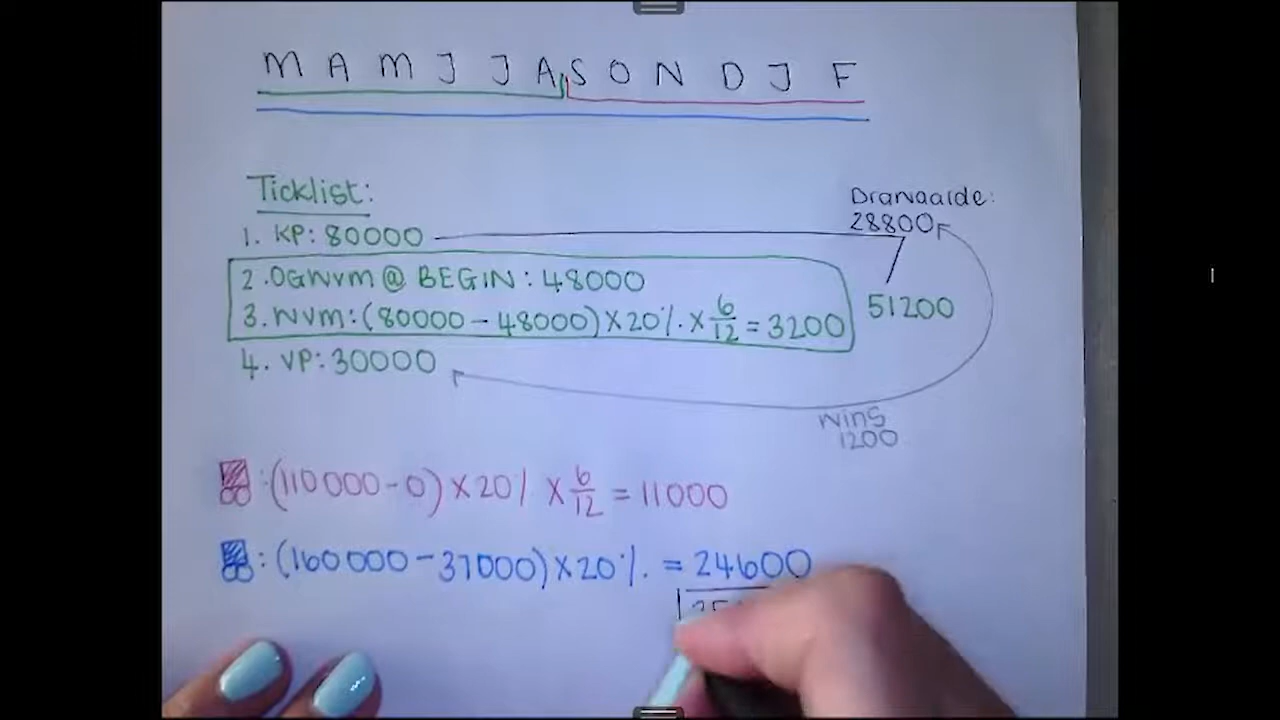 M A M J J A S O N D J F
Ticklist:
Drawaarde:
28800
1. KP: 80000
2. OGWVM @ BEGIN: 48000
51200
3. WVM: (80000 - 48000) × 20% × 6/12 = 3200
4. VP: 30000
wins
1200
: (110000 - 0) × 20% × 6/12 = 11000
: (160000 - 37000) × 20% = 24600